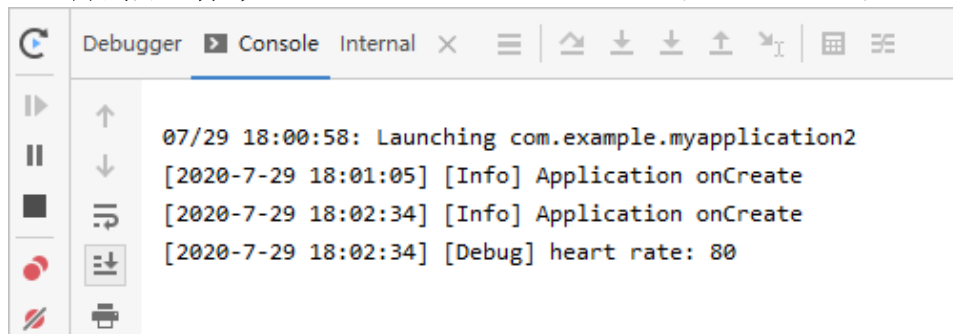 Debugger Console Internal
07/29 18:00:58: Launching com.example.myapplication2
[2020-7-29 18:01:05] [Info] Application onCreate
[2020-7-29 18:02:34] [Info] Application onCreate
[2020-7-29 18:02:34] [Debug] heart rate: 80